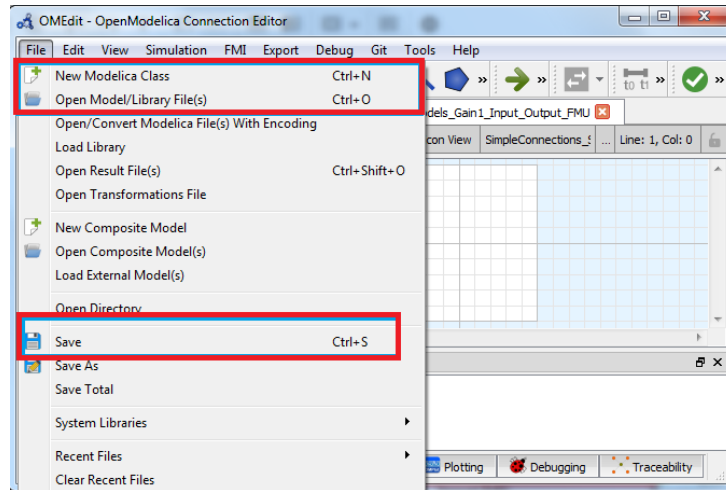 OMEdit - OpenModelica Connection Editor
File Edit View Simulation FMI Export Debug Git Tools Help
New Modelica Class Ctrl+N
» » » to ti »
Open Model/Library File(s) Ctrl+O
dels_Gain1_Input_Output_FMU
Open/Convert Modelica File(s) With Encoding
con View SimpleConnections_ ... Line: 1, Col: 0
Load Library
Open Result File(s) Ctrl+Shift+O
Open Transformations File
New Composite Model
Open Composite Model(s)
Load External Model(s)
Open Directory
Save Ctrl+S
Save As
Save Total
System Libraries
Recent Files
Plotting Debugging Traceability
Clear Recent Files